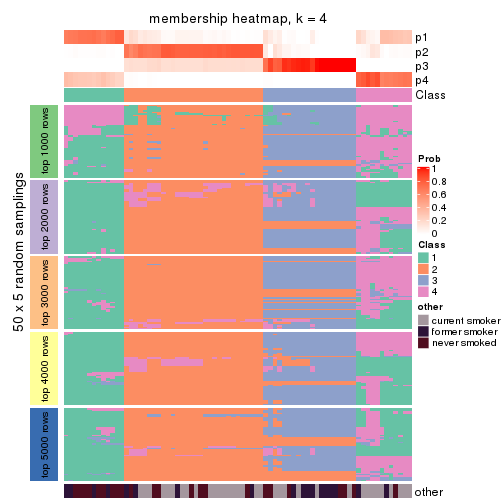 membership heatmap, k = 4
p1
p2
p3
p4
Class
50 x 5 random samplings
top 1000 rows
top 2000 rows
top 3000 rows
top 4000 rows
top 5000 rows
Prob
1
0.8
0.6
0.4
0.2
0
Class
1
2
3
4
other
current smoker
former smoker
never smoked
other